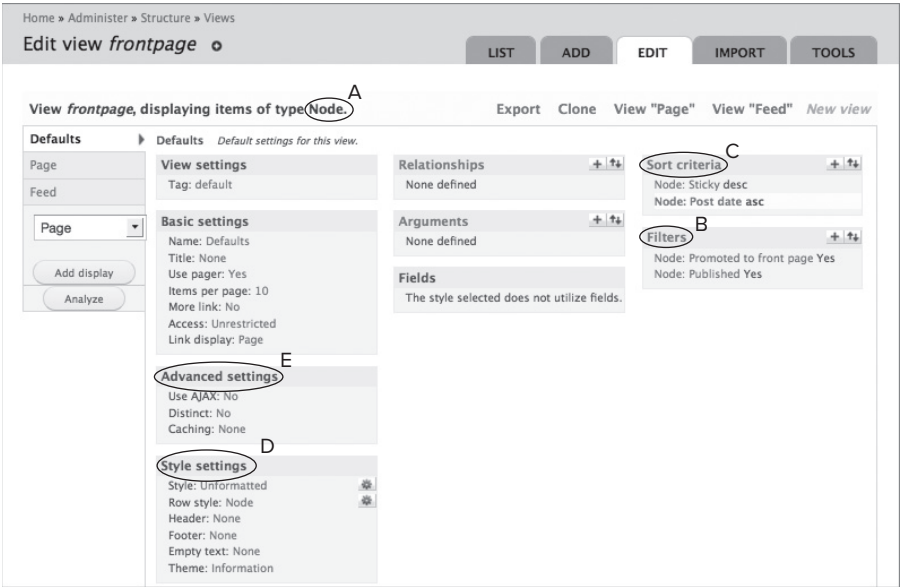 Home » Administer » Structure » Views
Edit view frontpage
LIST
ADD
EDIT
IMPORT
TOOLS
A
View frontpage, displaying items of type Node.
Export Clone View "Page" View "Feed" New view
Defaults
Page
Feed
Page
Add display
Analyze
Defaults Default settings for this view.
View settings
Tag: default
Basic settings
Name: Defaults
Title: None
Use pager: Yes
Items per page: 10
More link: No
Access: Unrestricted
Link display: Page
E
Advanced settings
Use AJAX: No
Distinct: No
Caching: None
D
Style settings
Style: Unformatted
Row style: Node
Header: None
Footer: None
Empty text: None
Theme: Information
Relationships
None defined
Arguments
None defined
Fields
The style selected does not utilize fields.
C
Sort criteria
Node: Sticky desc
Node: Post date asc
B
Filters
Node: Promoted to front page Yes
Node: Published Yes